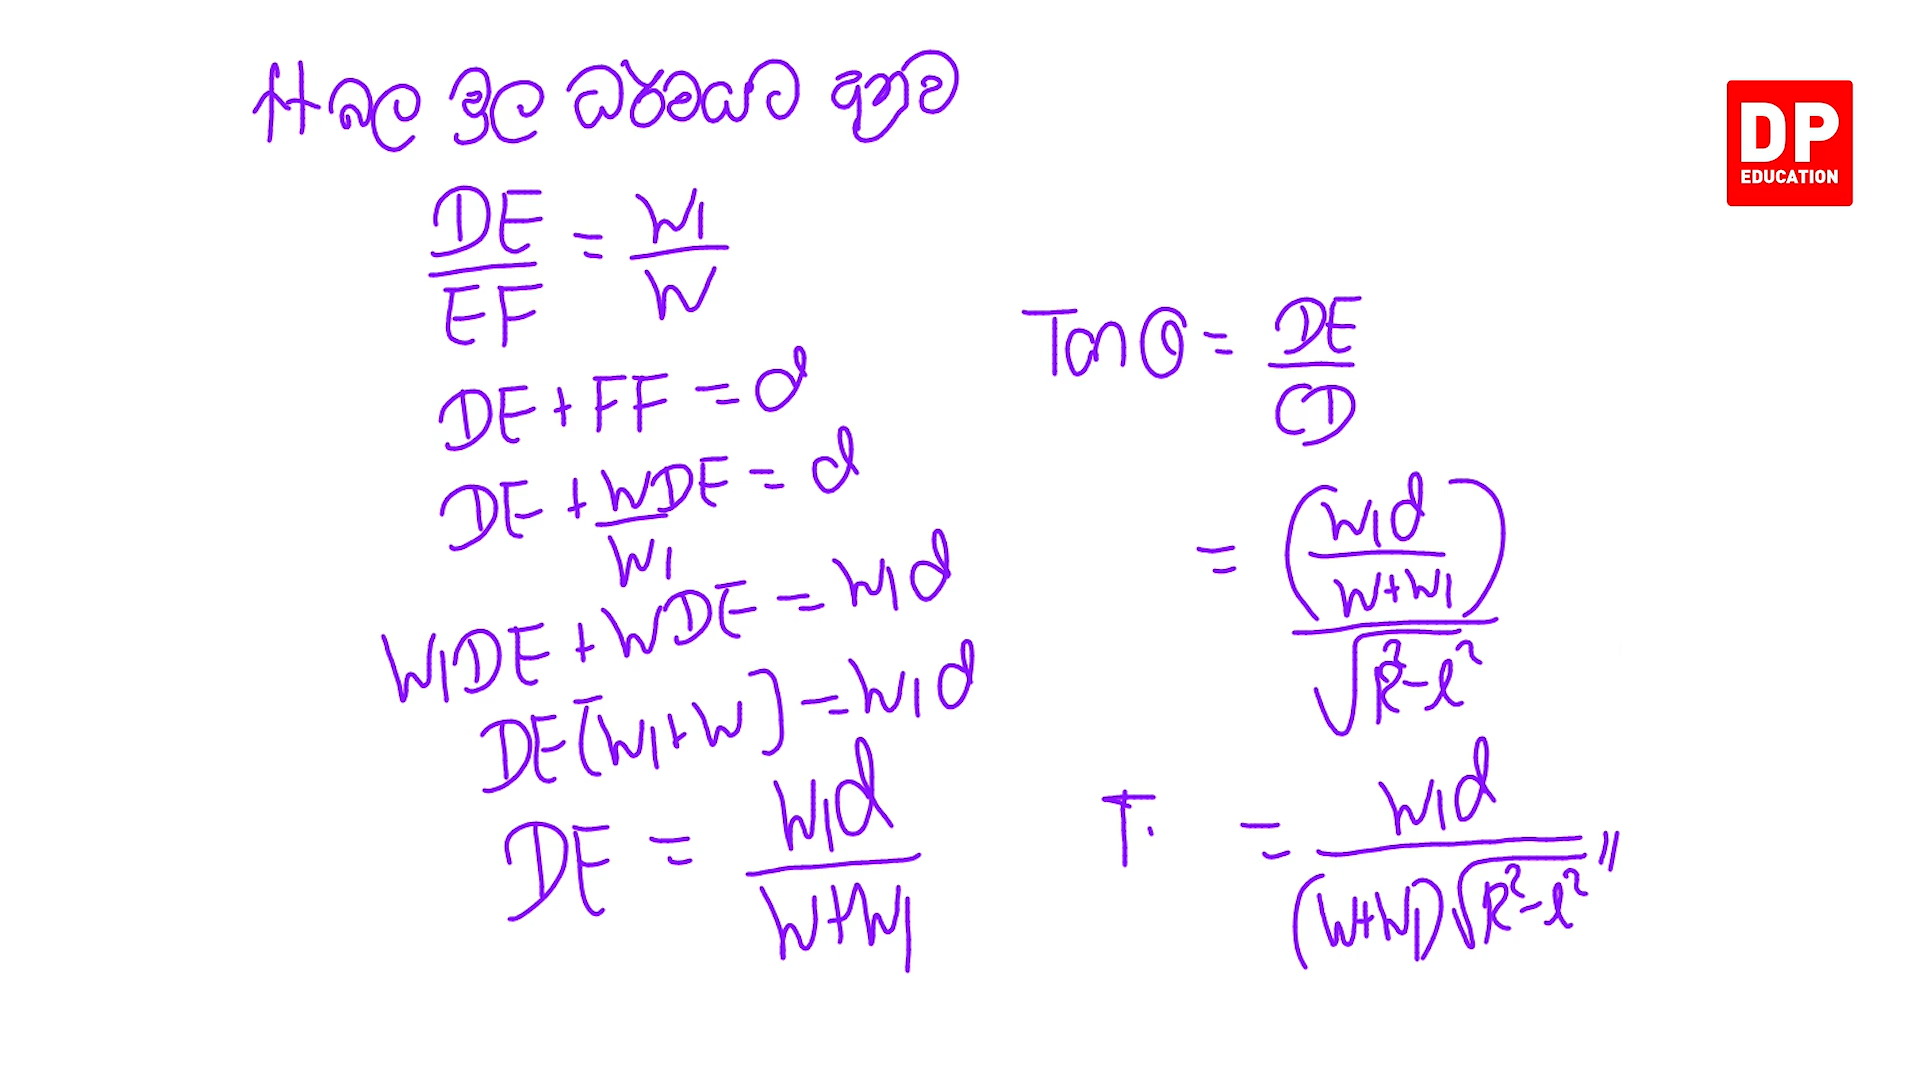 ↑↑ බල මූල ධර්මයට අනුව
DE/EF = W1/W
DE + FF = d
DE + WDE/W1 = d
W1DE + WDE = W1d
DE(W1+W) = W1d
DE = W1d/W+W1
Tan θ = DE/CD
= (W1d/W+W1)/√R²-l²
T. = W1d/(W+W1)√R²-l² //
DP
EDUCATION